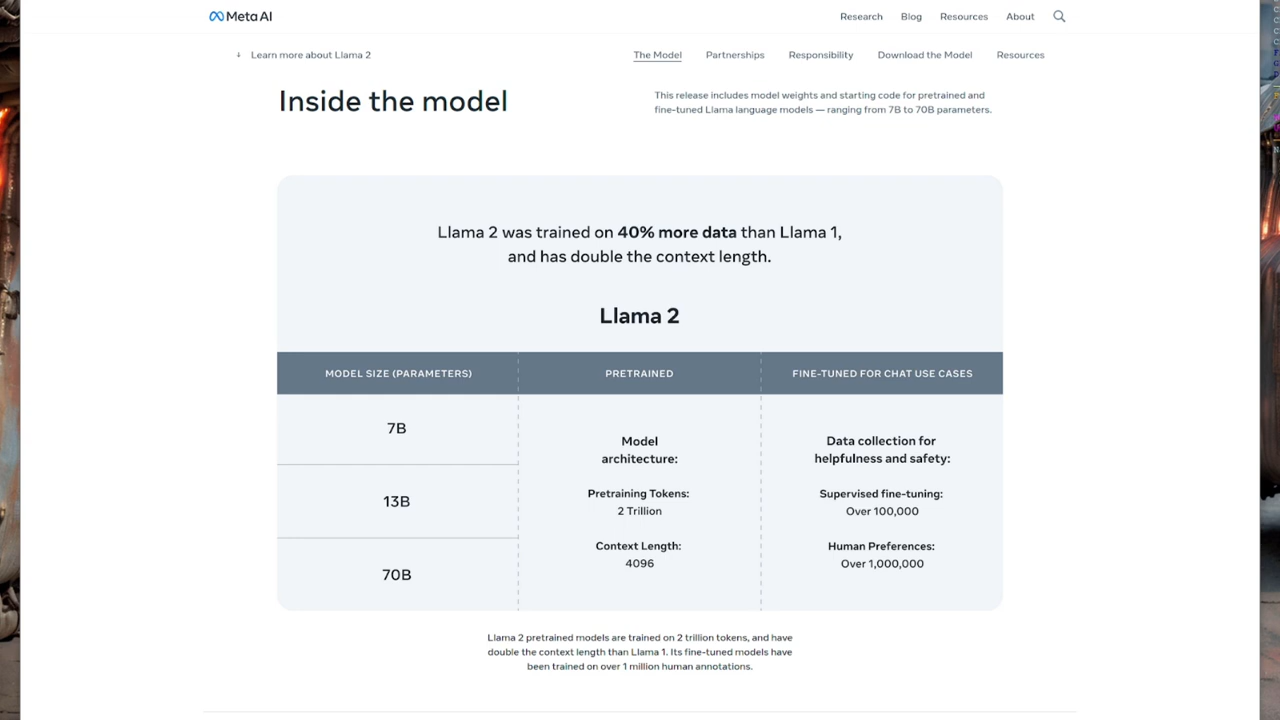 Meta AI
Research Blog Resources About
↓ Learn more about Llama 2
The Model Partnerships Responsibility Download the Model Resources
Inside the model
This release includes model weights and starting code for pretrained and
fine-tuned Llama language models — ranging from 7B to 70B parameters.
Llama 2 was trained on 40% more data than Llama 1,
and has double the context length.
Llama 2
MODEL SIZE (PARAMETERS) PRETRAINED FINE-TUNED FOR CHAT USE CASES
7B
13B
70B
Model
architecture:
Pretraining Tokens:
2 Trillion
Context Length:
4096
Data collection for
helpfulness and safety:
Supervised fine-tuning:
Over 100,000
Human Preferences:
Over 1,000,000
Llama 2 pretrained models are trained on 2 trillion tokens, and have
double the context length than Llama 1. Its fine-tuned models have
been trained on over 1 million human annotations.